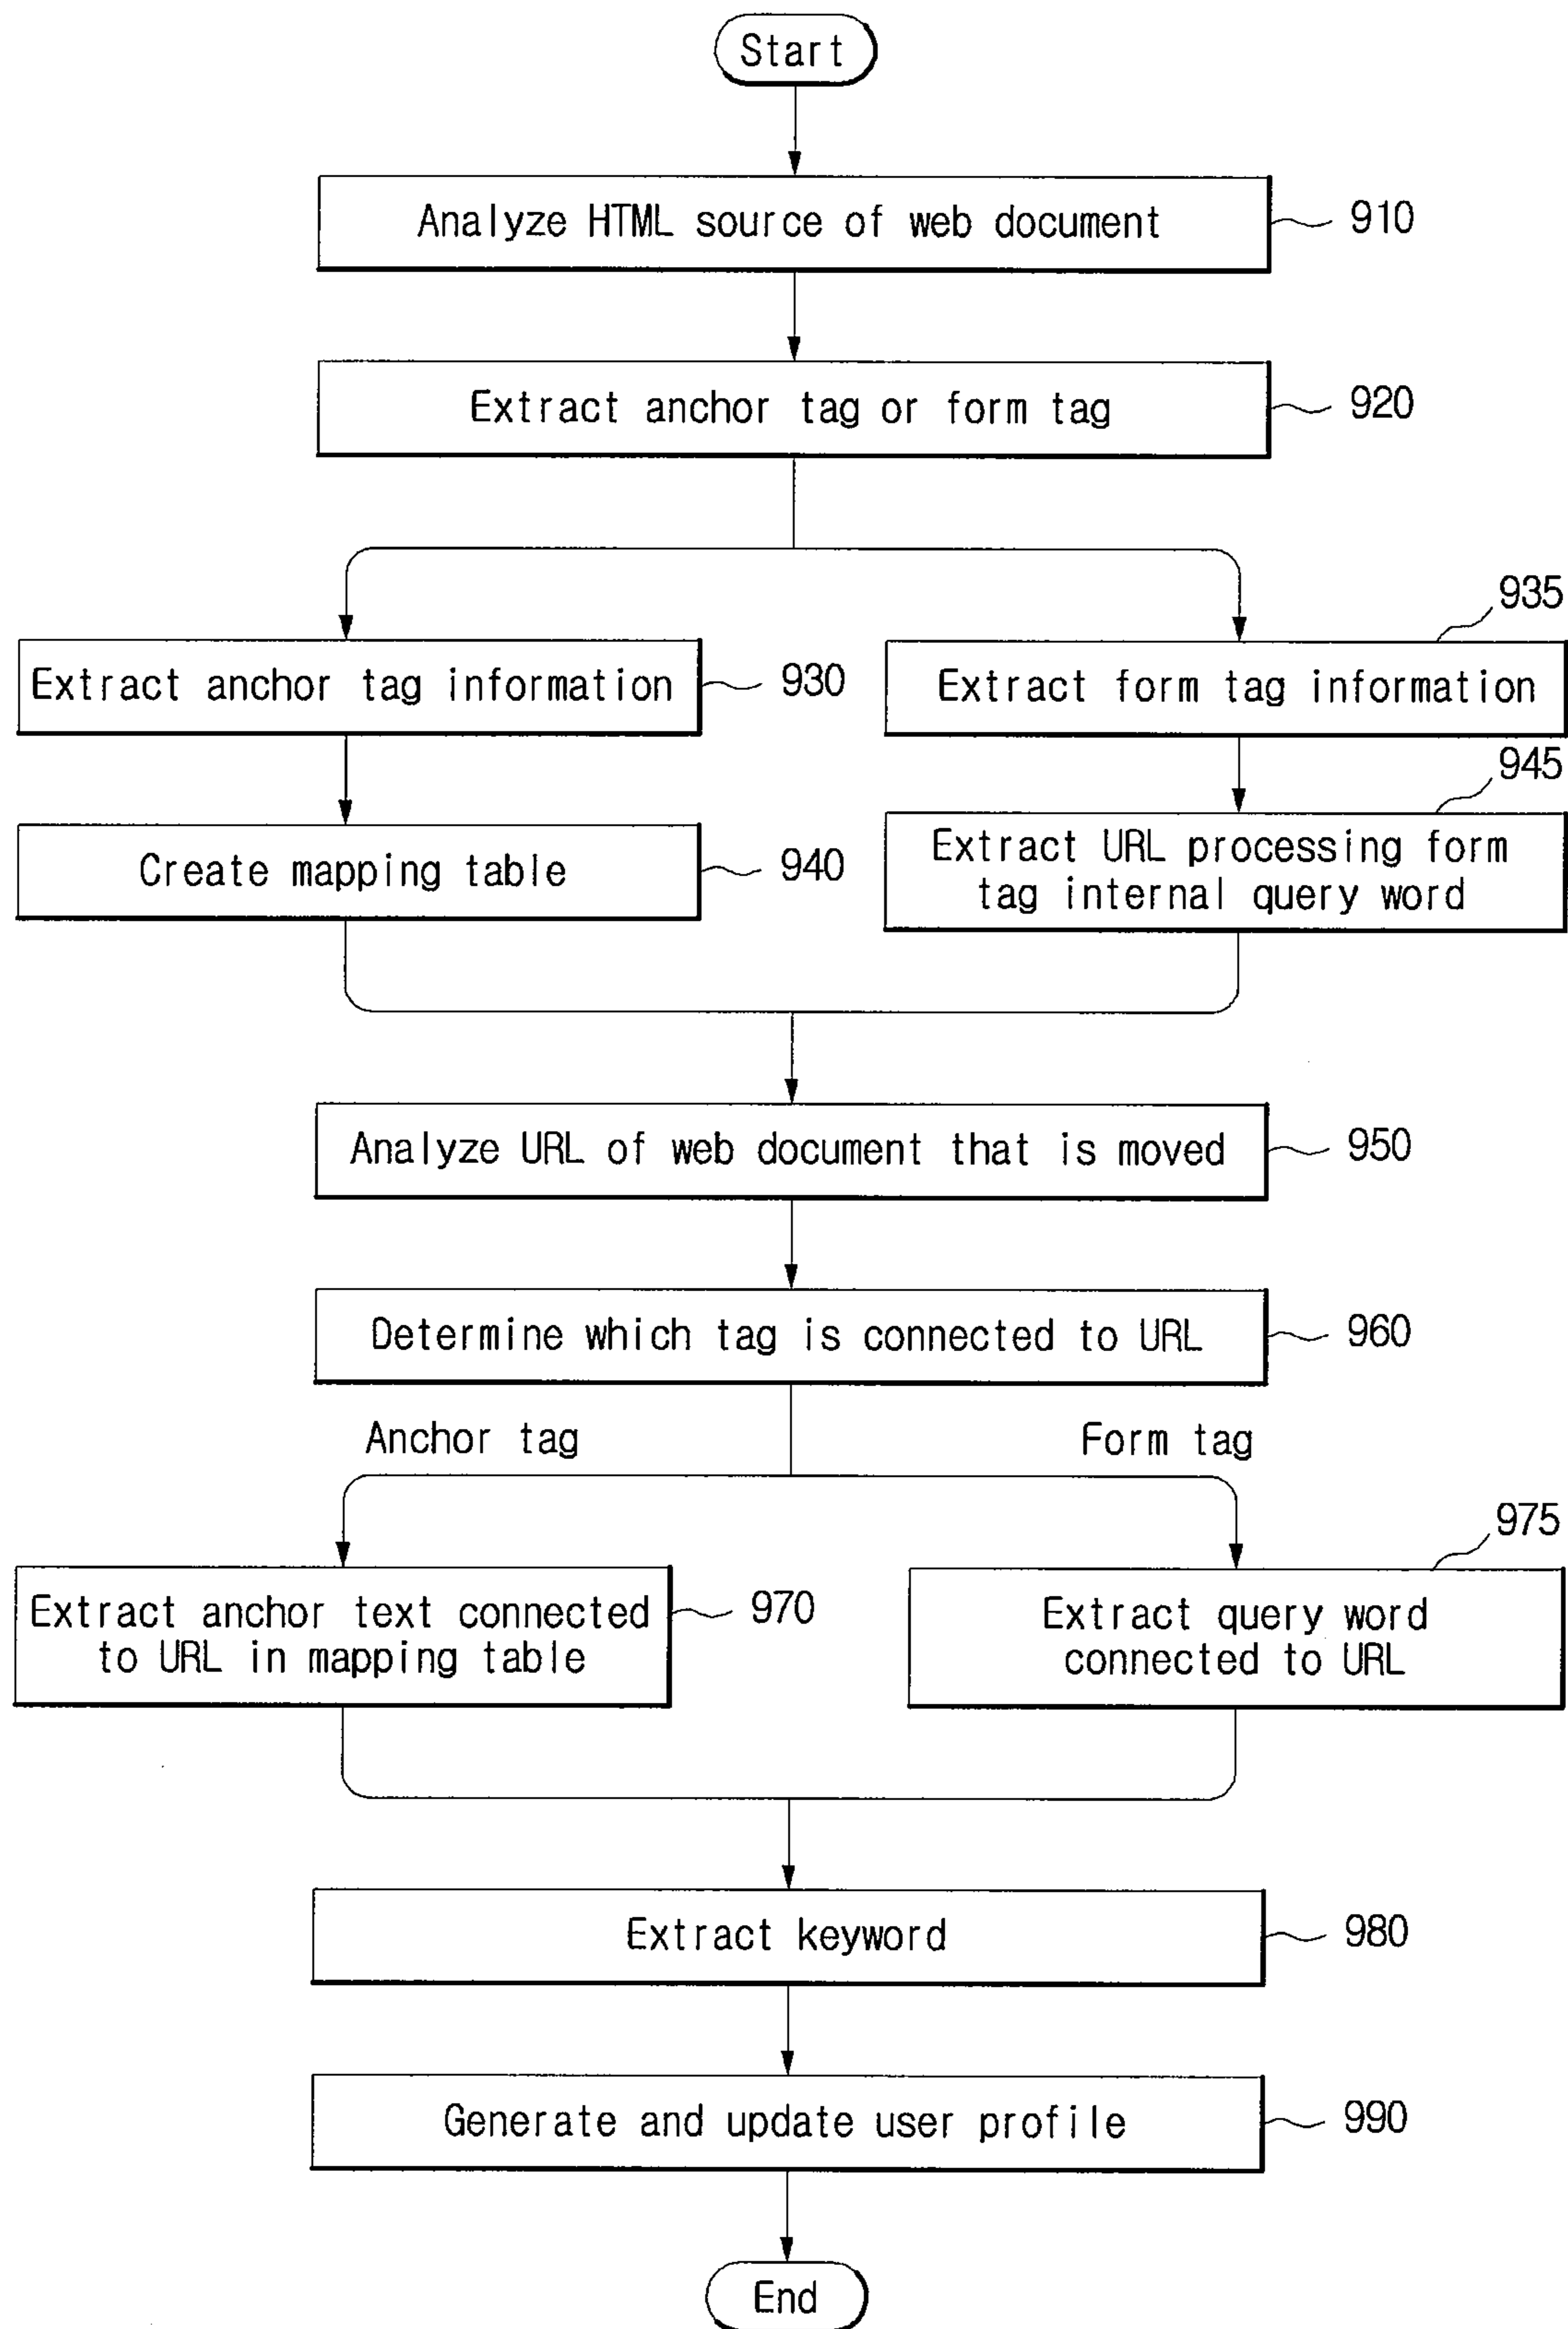 Start
Analyze HTML source of web document
910
Extract anchor tag or form tag
920
935
Extract anchor tag information
930
Extract form tag information
945
Create mapping table
940
Extract URL processing form
tag internal query word
Analyze URL of web document that is moved
950
Determine which tag is connected to URL
960
Anchor tag
Form tag
975
Extract anchor text connected
to URL in mapping table
970
Extract query word
connected to URL
Extract keyword
980
Generate and update user profile
990
End